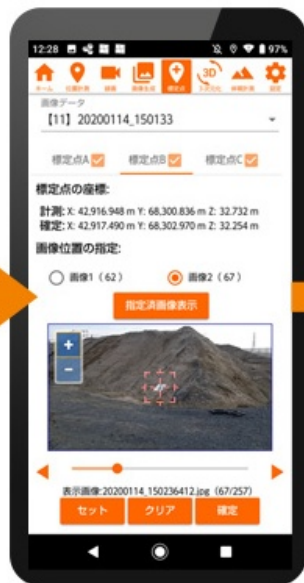 12:28 97%
ホーム 位置計測 録画 画像生成 標定点 3D 3次元化 体積計測 設定
画像データ
【11】20200114_150133
標定点A 標定点B 標定点C
標定点の座標:
計測: X: 42,916.948 m Y: 68,300.836 m Z: 32.732 m
確定: X: 42,917.490 m Y: 68,302.970 m Z: 32.254 m
画像位置の指定:
画像1 (62) 画像2 (67)
指定済画像表示
+
−
表示画像:20200114_150236412.jpg (67/257)
セット クリア 確定